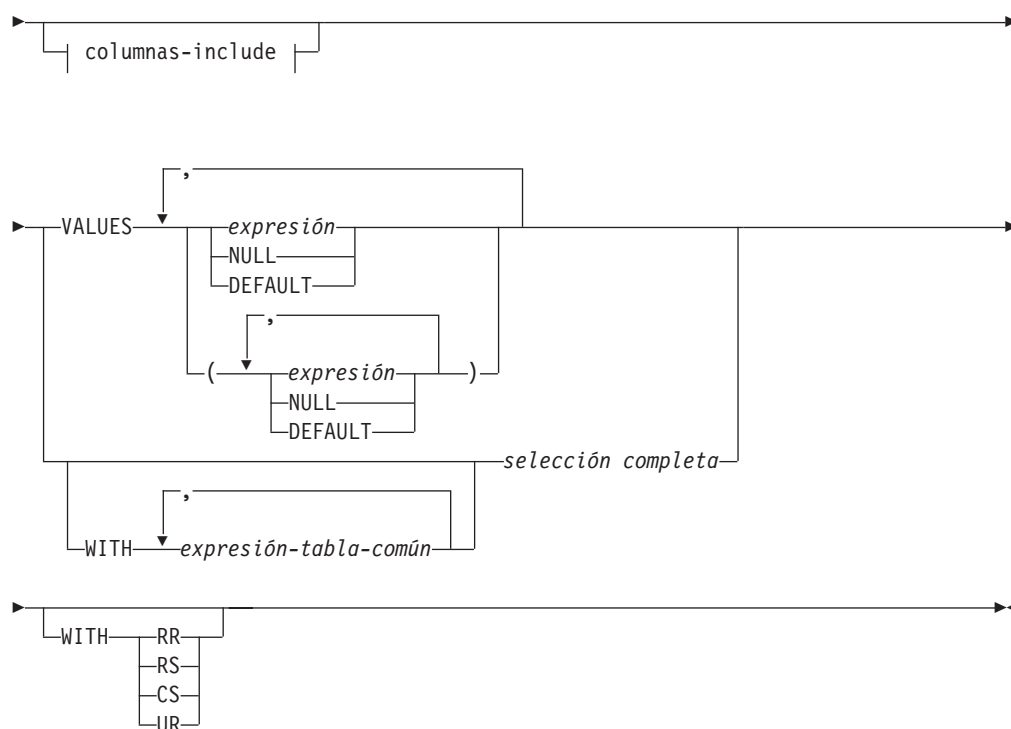 columnas-include
,
VALUES expresión
NULL
DEFAULT
,
( expresión )
NULL
DEFAULT
selección completa
,
WITH expresión-tabla-común
WITH RR
RS
CS
UR